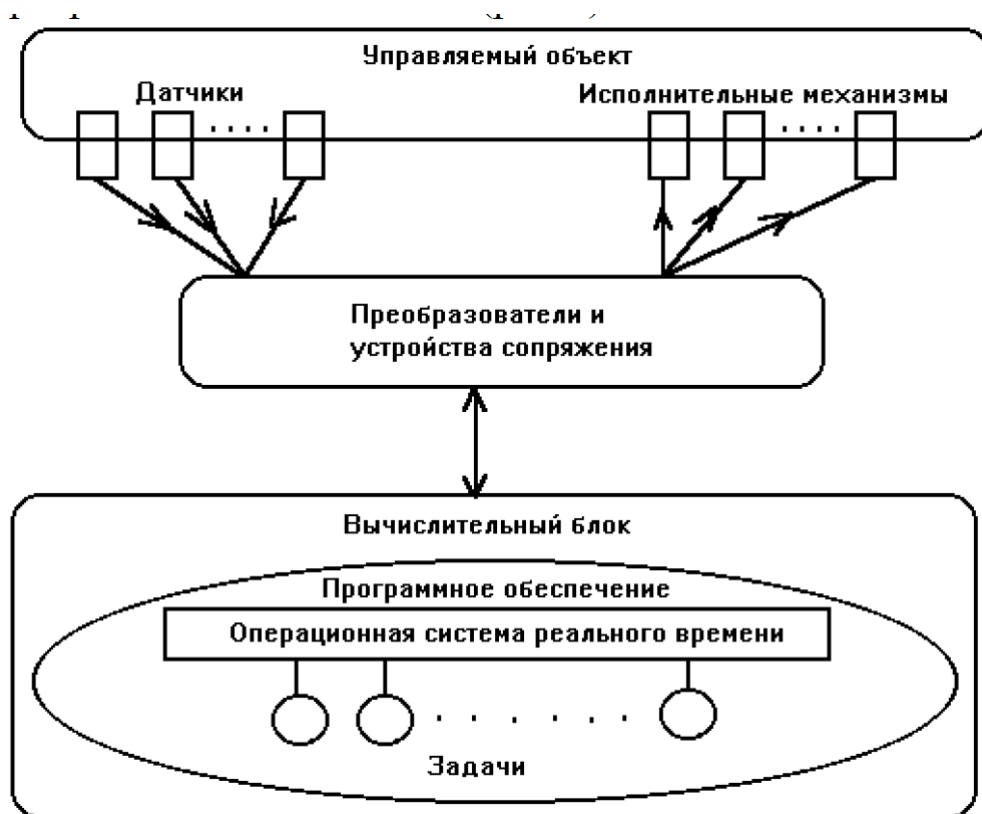 Управляемый объект
Датчики
Исполнительные механизмы
Преобразователи и
устройства сопряжения
Вычислительный блок
Программное обеспечение
Операционная система реального времени
Задачи